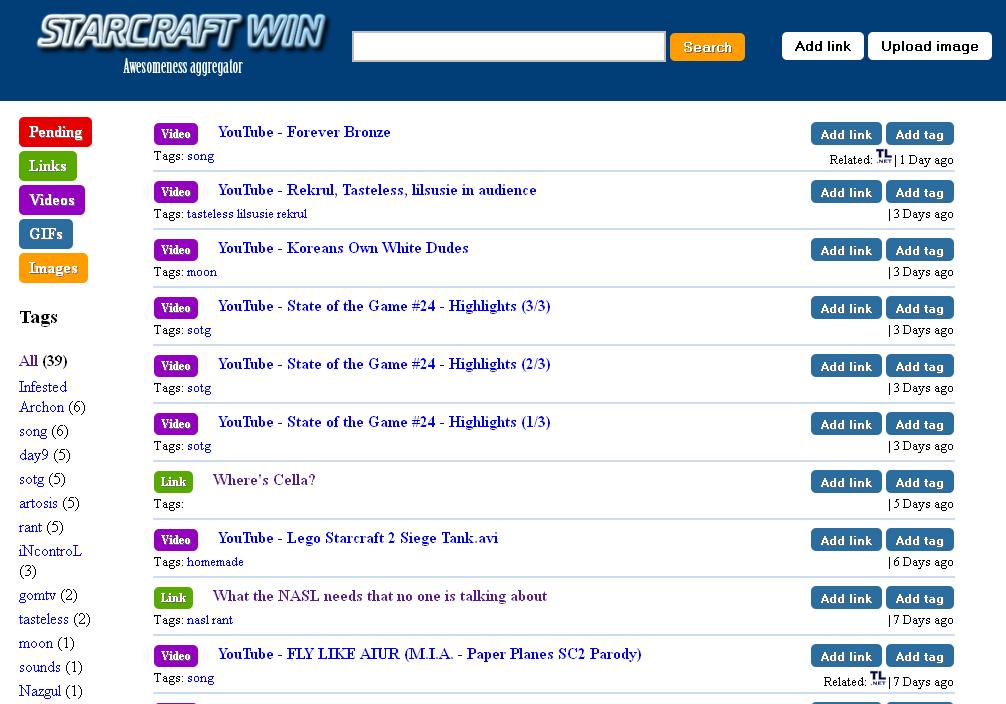 STARCRAFT WIN
Awesomeness aggregator
Search
Add link
Upload image
Pending
Links
Videos
GIFs
Images
Tags
All (39)
Infested
Archon (6)
song (6)
day9 (5)
sotg (5)
artosis (5)
rant (5)
iNcontroL
(3)
gomtv (2)
tasteless (2)
moon (1)
sounds (1)
Nazgul (1)
Video YouTube - Forever Bronze Add link Add tag
Tags: song Related: TL .NET | 1 Day ago
Video YouTube - Rekrul, Tasteless, lilsusie in audience Add link Add tag
Tags: tasteless lilsusie rekrul | 3 Days ago
Video YouTube - Koreans Own White Dudes Add link Add tag
Tags: moon | 3 Days ago
Video YouTube - State of the Game #24 - Highlights (3/3) Add link Add tag
Tags: sotg | 3 Days ago
Video YouTube - State of the Game #24 - Highlights (2/3) Add link Add tag
Tags: sotg | 3 Days ago
Video YouTube - State of the Game #24 - Highlights (1/3) Add link Add tag
Tags: sotg | 3 Days ago
Link Where's Cella? Add link Add tag
Tags: | 5 Days ago
Video YouTube - Lego Starcraft 2 Siege Tank.avi Add link Add tag
Tags: homemade | 6 Days ago
Link What the NASL needs that no one is talking about Add link Add tag
Tags: nasl rant | 7 Days ago
Video YouTube - FLY LIKE AIUR (M.I.A. - Paper Planes SC2 Parody) Add link Add tag
Tags: song Related: TL .NET | 7 Days ago